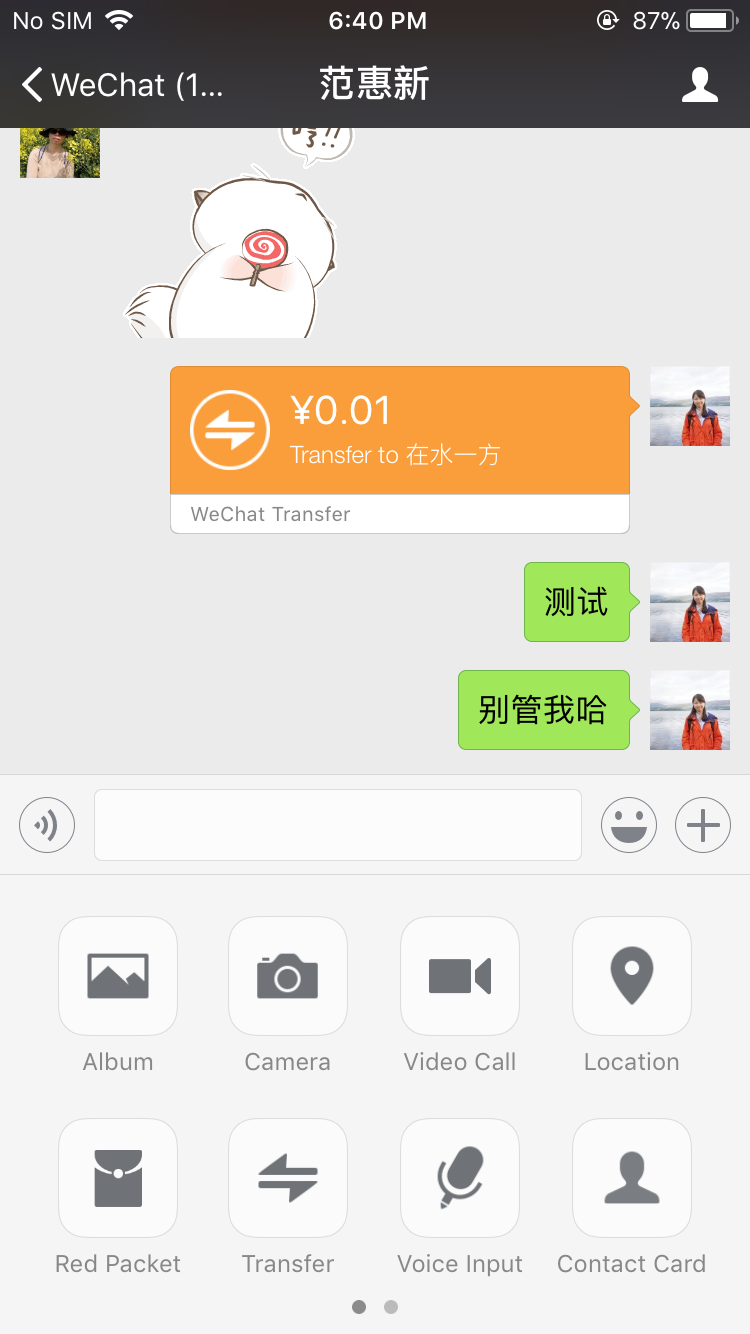 No SIM 6:40 PM 87%
WeChat (1... 范惠新
¥0.01
Transfer to 在水一方
WeChat Transfer
测试
别管我哈
Album Camera Video Call Location
Red Packet Transfer Voice Input Contact Card